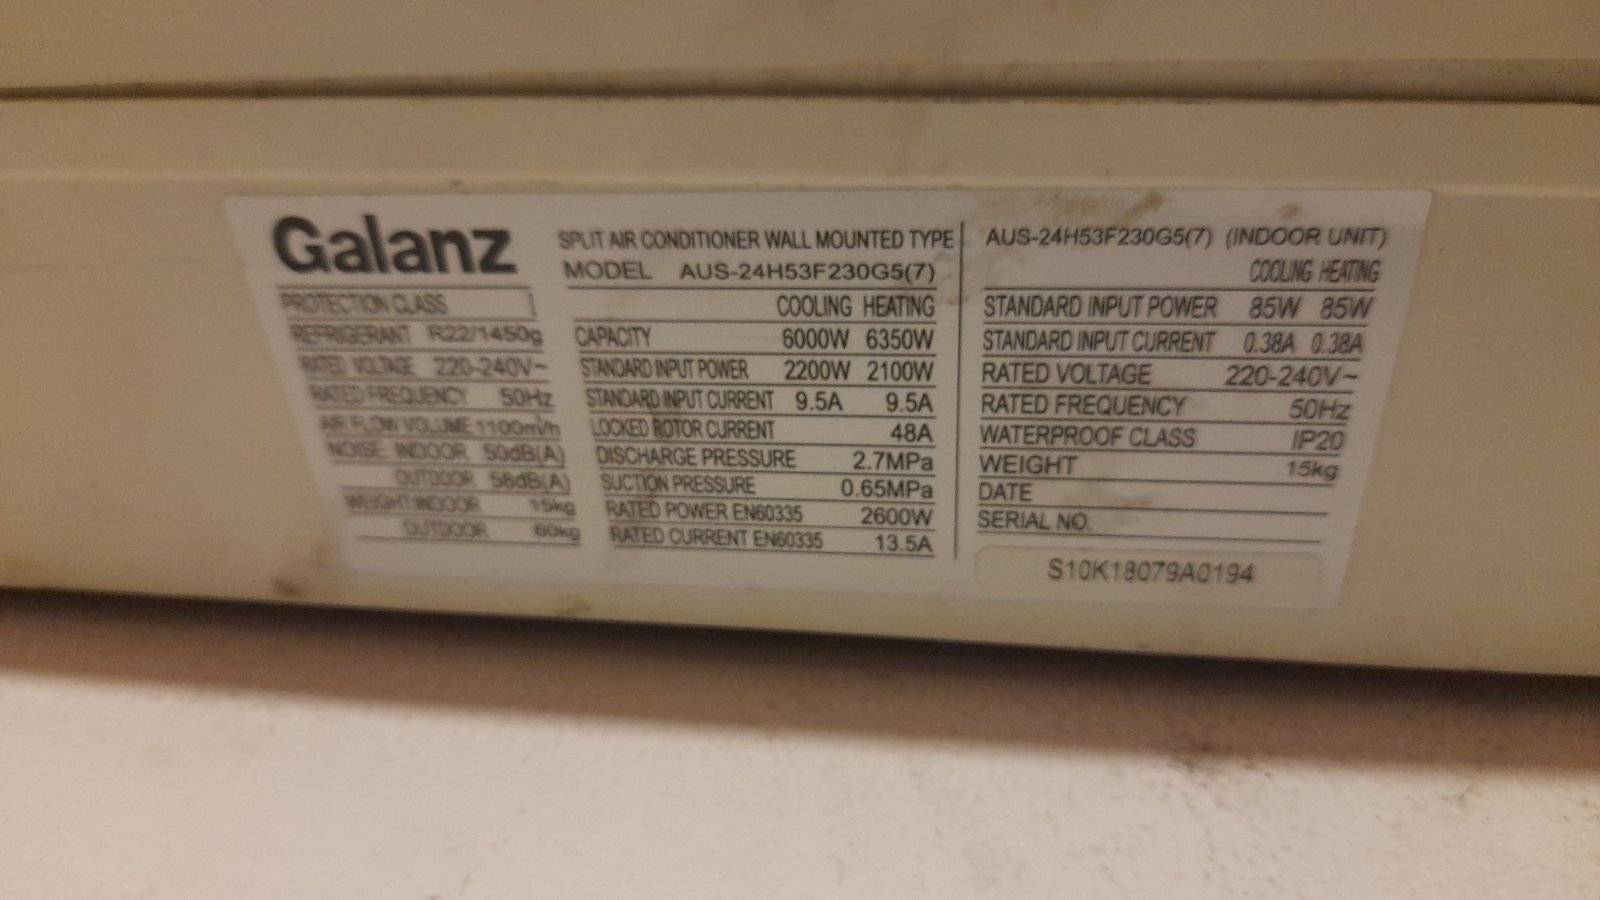 Galanz
PROTECTION CLASS I
REFRIGERANT R22/1450g
RATED VOLTAGE 220-240V~
RATED FREQUENCY 50Hz
AIR FLOW VOLUME 1100m³/h
NOISE INDOOR 50dB(A)
OUTDOOR 58dB(A)
WEIGHT:INDOOR 15kg
OUTDOOR 60kg
SPLIT AIR CONDITIONER WALL MOUNTED TYPE
MODEL AUS-24H53F230G5(7)
COOLING HEATING
CAPACITY 6000W 6350W
STANDARD INPUT POWER 2200W 2100W
STANDARD INPUT CURRENT 9.5A 9.5A
LOCKED ROTOR CURRENT 48A
DISCHARGE PRESSURE 2.7MPa
SUCTION PRESSURE 0.65MPa
RATED POWER EN60335 2600W
RATED CURRENT EN60335 13.5A
AUS-24H53F230G5(7) (INDOOR UNIT)
COOLING HEATING
STANDARD INPUT POWER 85W 85W
STANDARD INPUT CURRENT 0.38A 0.38A
RATED VOLTAGE 220-240V~
RATED FREQUENCY 50Hz
WATERPROOF CLASS IP20
WEIGHT 15kg
DATE
SERIAL NO.
S10K18079A0194